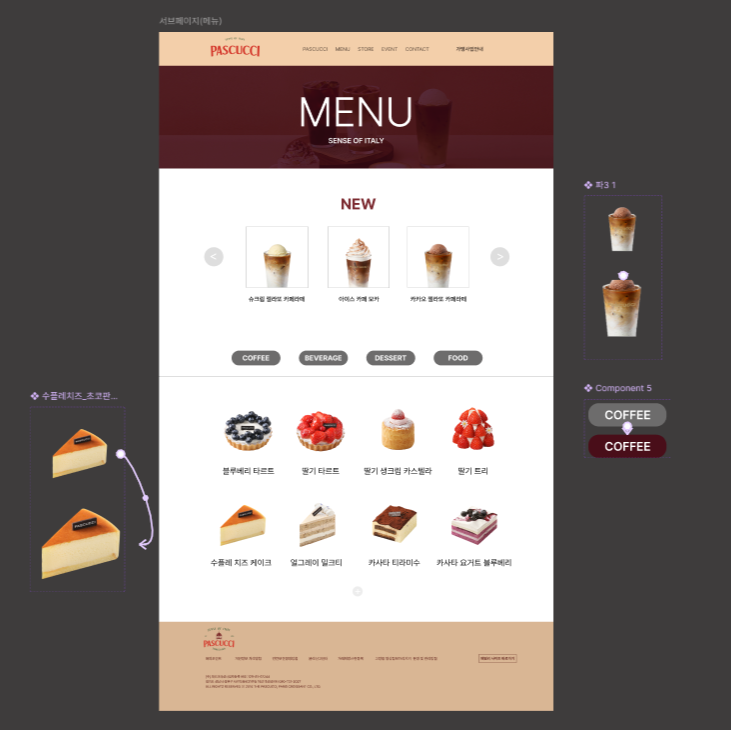 서브페이지(메뉴)
PASCUCCI
PASCUCCI MENU STORE EVENT CONTACT 가맹사업안내
MENU
SENSE OF ITALY
NEW
< >
슈크림 젤라또 카페라떼 아이스 카페 모카 카카오 젤라또 카페라떼
COFFEE BEVERAGE DESSERT FOOD
블루베리 타르트 딸기 타르트 딸기 생크림 카스텔라 딸기 트리
수플레 치즈 케이크 얼그레이 밀크티 카사타 티라미수 카사타 요거트 블루베리
+
PASCUCCI
수플레치즈_초코판...
PASCUCCI
파3 1
Component 5
COFFEE
COFFEE